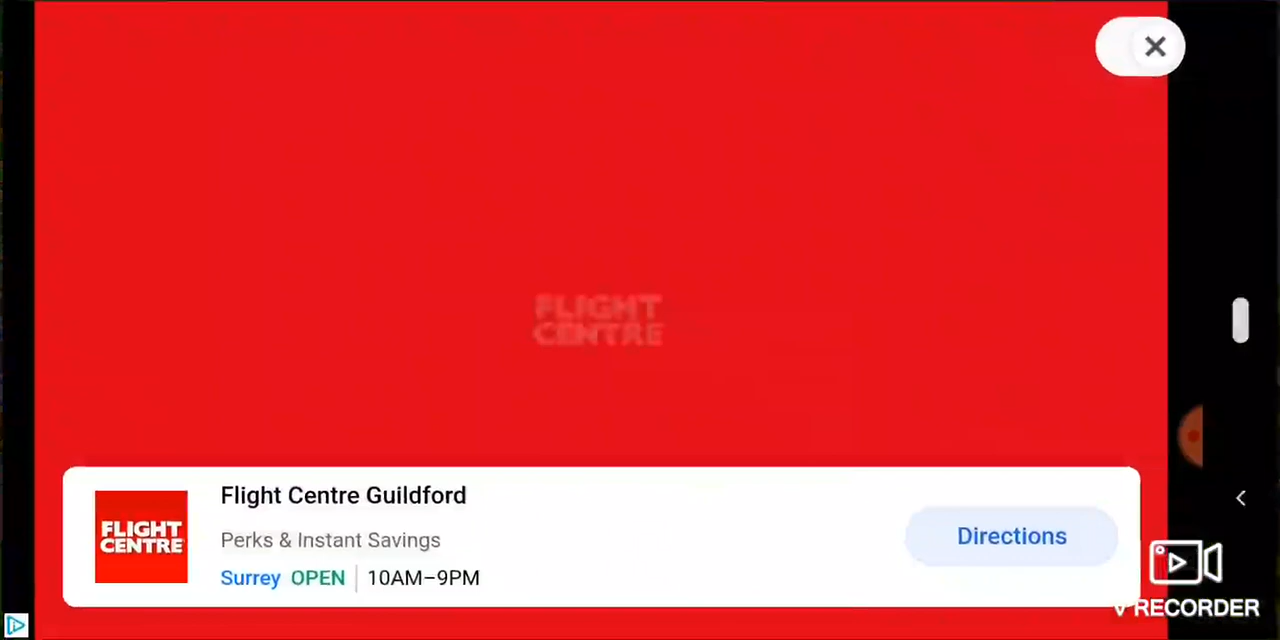 FLIGHT
CENTRE
Flight Centre Guildford
FLIGHT
CENTRE
Perks & Instant Savings
Directions
Surrey OPEN 10AM–9PM
V RECORDER